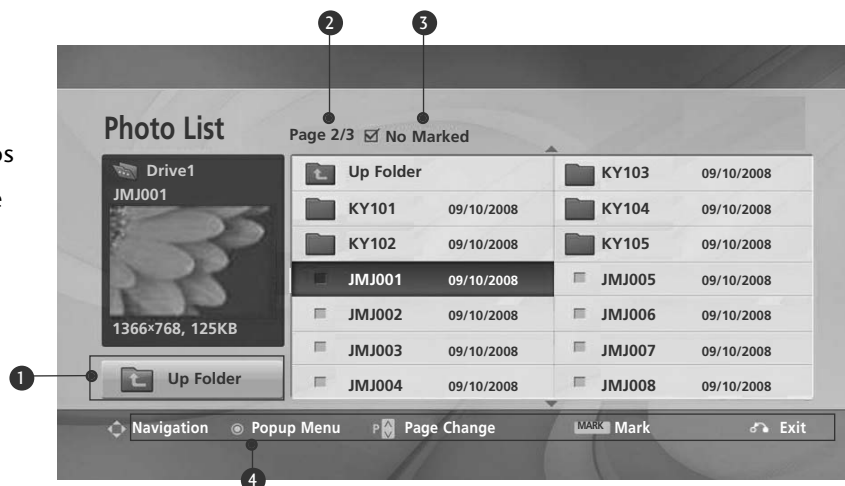 2 3
os
e
Photo List Page 2/3 No Marked
Drive1
JMJ001
1366×768, 125KB
Up Folder
1
Up Folder
KY101 09/10/2008
KY102 09/10/2008
JMJ001 09/10/2008
JMJ002 09/10/2008
JMJ003 09/10/2008
JMJ004 09/10/2008
KY103 09/10/2008
KY104 09/10/2008
KY105 09/10/2008
JMJ005 09/10/2008
JMJ006 09/10/2008
JMJ007 09/10/2008
JMJ008 09/10/2008
Navigation Popup Menu P Page Change MARK Mark Exit
4